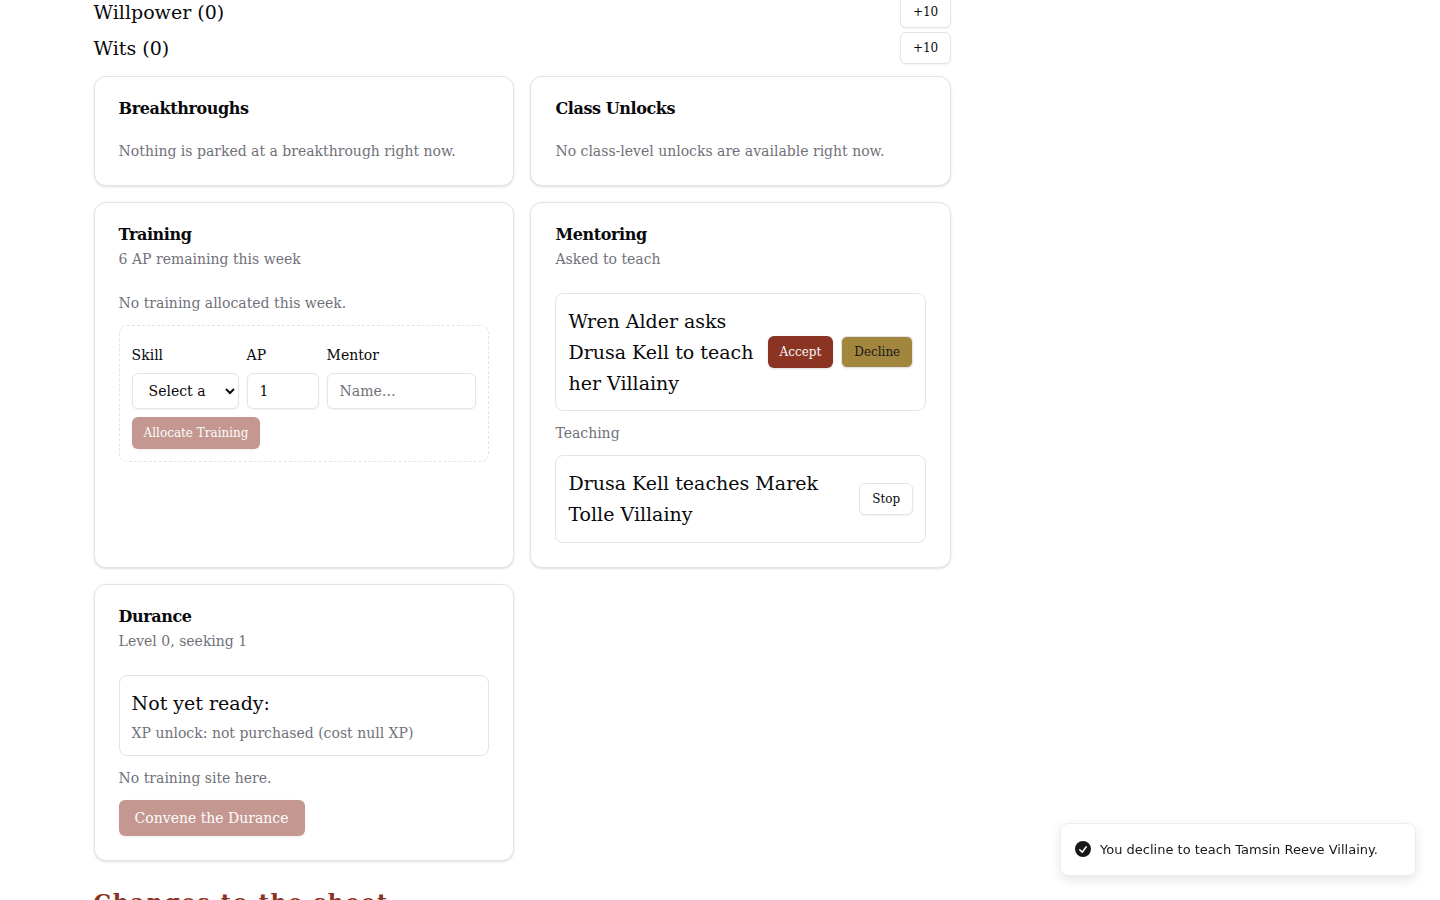 Willpower (0)
+10
Wits (0)
+10
Breakthroughs
Nothing is parked at a breakthrough right now.
Class Unlocks
No class-level unlocks are available right now.
Training
6 AP remaining this week
No training allocated this week.
Skill
AP
Mentor
Select a
1
Name...
Allocate Training
Mentoring
Asked to teach
Wren Alder asks
Drusa Kell to teach
her Villainy
Accept
Decline
Teaching
Drusa Kell teaches Marek
Tolle Villainy
Stop
Durance
Level 0, seeking 1
Not yet ready:
XP unlock: not purchased (cost null XP)
No training site here.
Convene the Durance
You decline to teach Tamsin Reeve Villainy.
Changes to the sheet